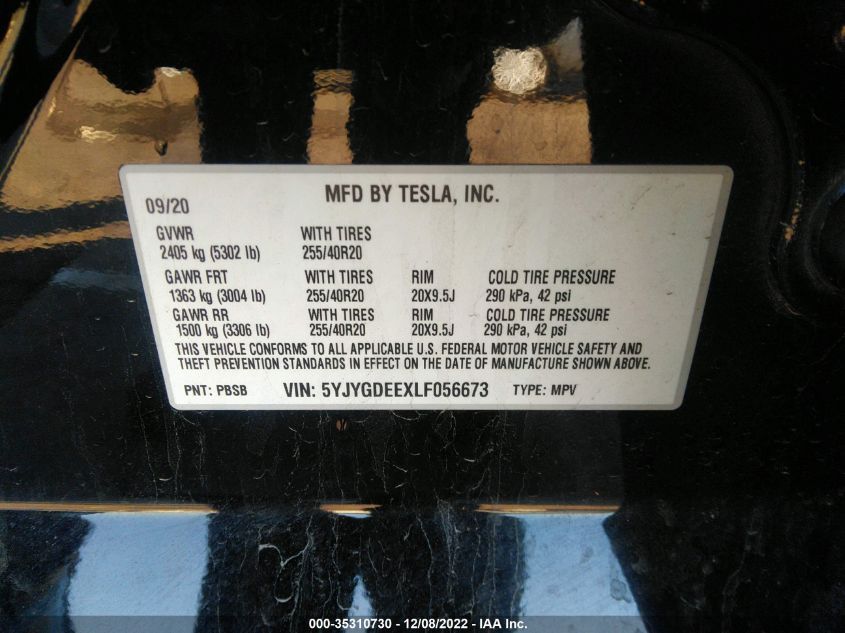 MFD BY TESLA, INC.
09/20
GVWR WITH TIRES
2405 kg (5302 lb) 255/40R20
GAWR FRT WITH TIRES RIM COLD TIRE PRESSURE
1363 kg (3004 lb) 255/40R20 20X9.5J 290 kPa, 42 psi
GAWR RR WITH TIRES RIM COLD TIRE PRESSURE
1500 kg (3306 lb) 255/40R20 20X9.5J 290 kPa, 42 psi
THIS VEHICLE CONFORMS TO ALL APPLICABLE U.S. FEDERAL MOTOR VEHICLE SAFETY AND
THEFT PREVENTION STANDARDS IN EFFECT ON THE DATE OF MANUFACTURE SHOWN ABOVE.
PNT: PBSB VIN: 5YJYGDEEXLF056673 TYPE: MPV
000-35310730 - 12/08/2022 - IAA Inc.